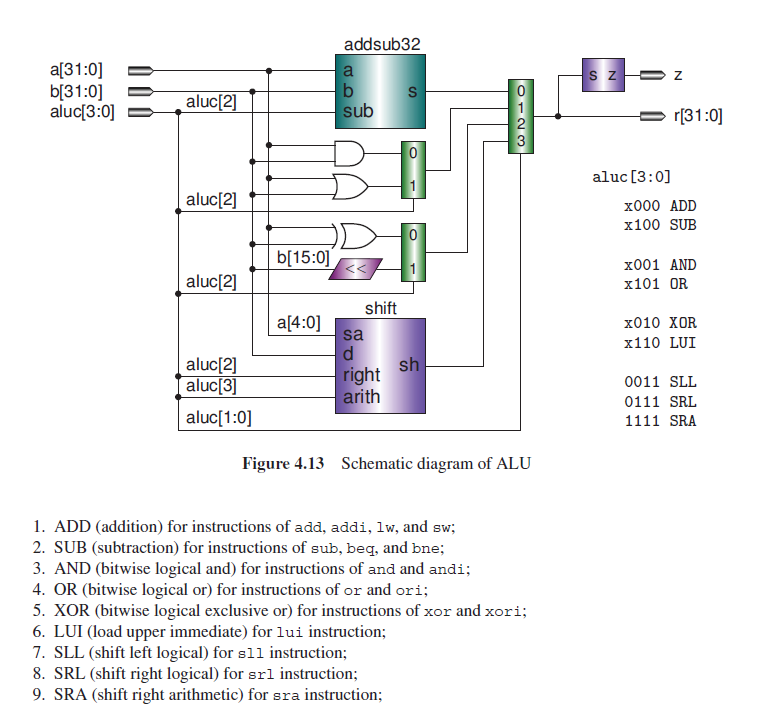 addsub32
a[31:0]
b[31:0]
aluc[3:0]
aluc[2]
a
b
sub
s
0
1
2
3
s z
z
r[31:0]
0
1
aluc[2]
0
1
b[15:0]
<<
aluc[2]
shift
a[4:0]
sa
d
right
arith
sh
aluc[2]
aluc[3]
aluc[1:0]
aluc[3:0]
x000 ADD
x100 SUB
x001 AND
x101 OR
x010 XOR
x110 LUI
0011 SLL
0111 SRL
1111 SRA
Figure 4.13 Schematic diagram of ALU
1. ADD (addition) for instructions of add, addi, lw, and sw;
2. SUB (subtraction) for instructions of sub, beq, and bne;
3. AND (bitwise logical and) for instructions of and and andi;
4. OR (bitwise logical or) for instructions of or and ori;
5. XOR (bitwise logical exclusive or) for instructions of xor and xori;
6. LUI (load upper immediate) for lui instruction;
7. SLL (shift left logical) for sll instruction;
8. SRL (shift right logical) for srl instruction;
9. SRA (shift right arithmetic) for sra instruction;